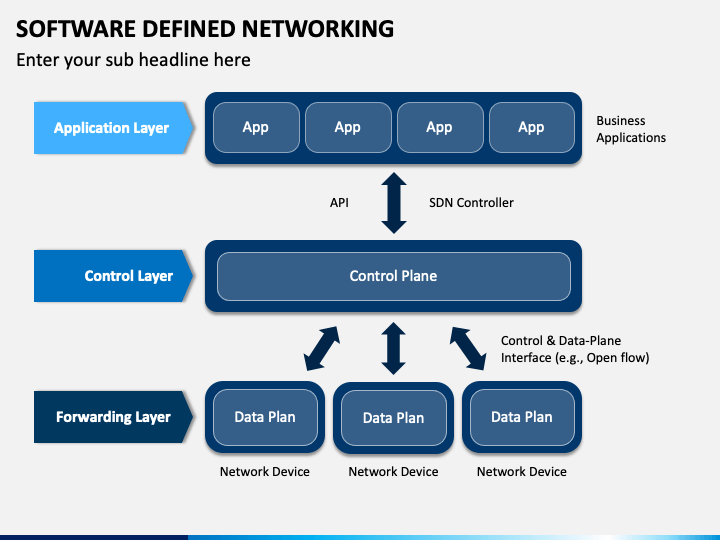 SOFTWARE DEFINED NETWORKING
Enter your sub headline here
Application Layer
App App App App
Business
Applications
API
SDN Controller
Control Layer
Control Plane
Control & Data-Plane
Interface (e.g., Open flow)
Forwarding Layer
Data Plan Data Plan Data Plan
Network Device Network Device Network Device